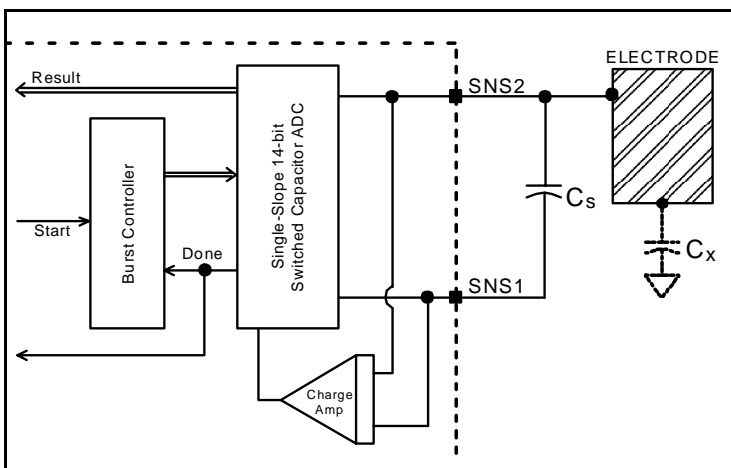 ELECTRODE
Result
SNS2
Single-Slope 14-bit
Switched Capacitor ADC
Burst Controller
Start
Done
Cs
Cx
SNS1
Charge
Amp